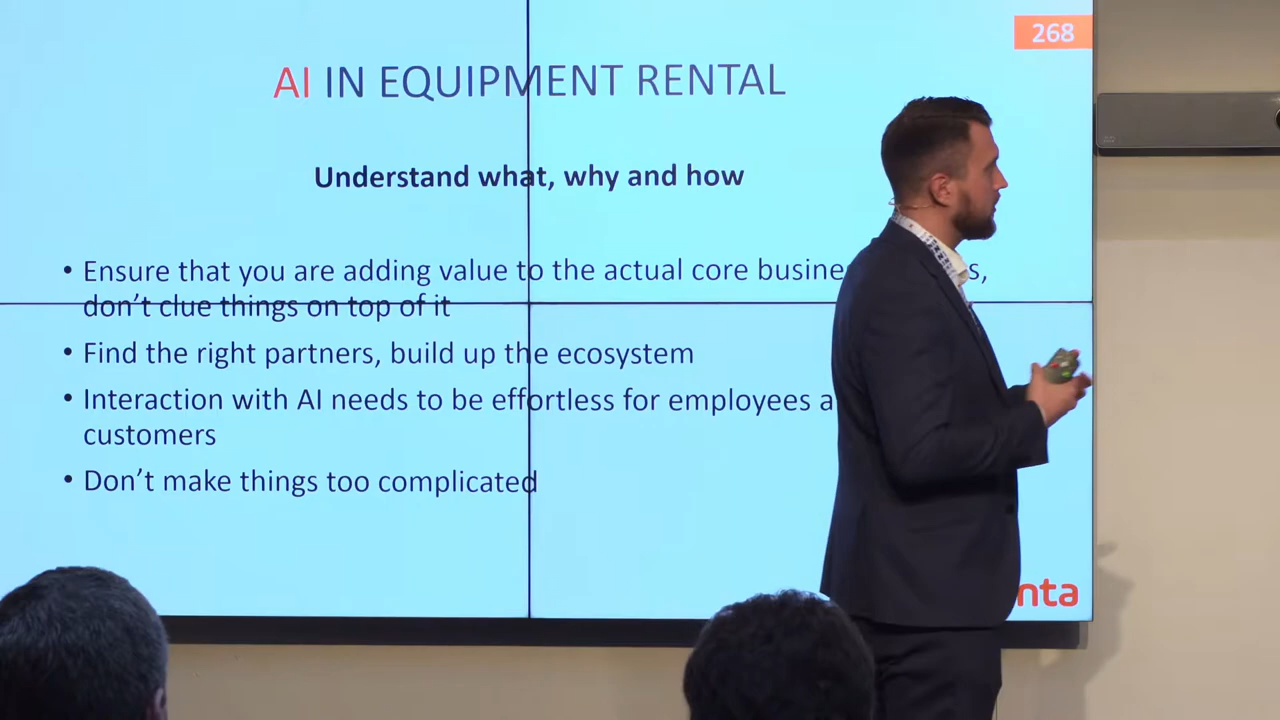 268
AI IN EQUIPMENT RENTAL
Understand what, why and how
• Ensure that you are adding value to the actual core
don't clue things on top of it
• Find the right partners, build up the ecosystem
• Interaction with AI needs to be effortless for employees
customers
• Don't make things too complicated